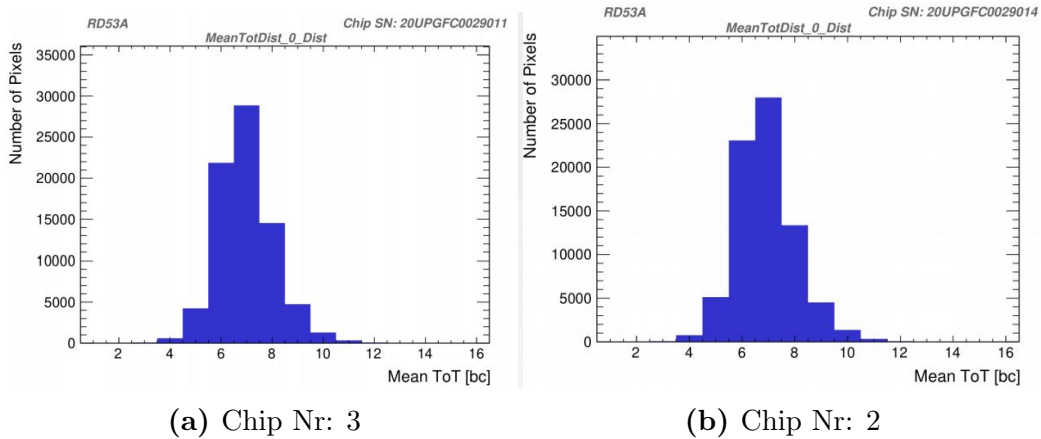 RD53A
Chip SN: 20UPGFC0029011
MeanTotDist_0_Dist
Number of Pixels
35000
30000
25000
20000
15000
10000
5000
0
2 4 6 8 10 12 14 16
Mean ToT [bc]
(a) Chip Nr: 3
RD53A
Chip SN: 20UPGFC0029014
MeanTotDist_0_Dist
Number of Pixels
30000
25000
20000
15000
10000
5000
0
2 4 6 8 10 12 14 16
Mean ToT [bc]
(b) Chip Nr: 2